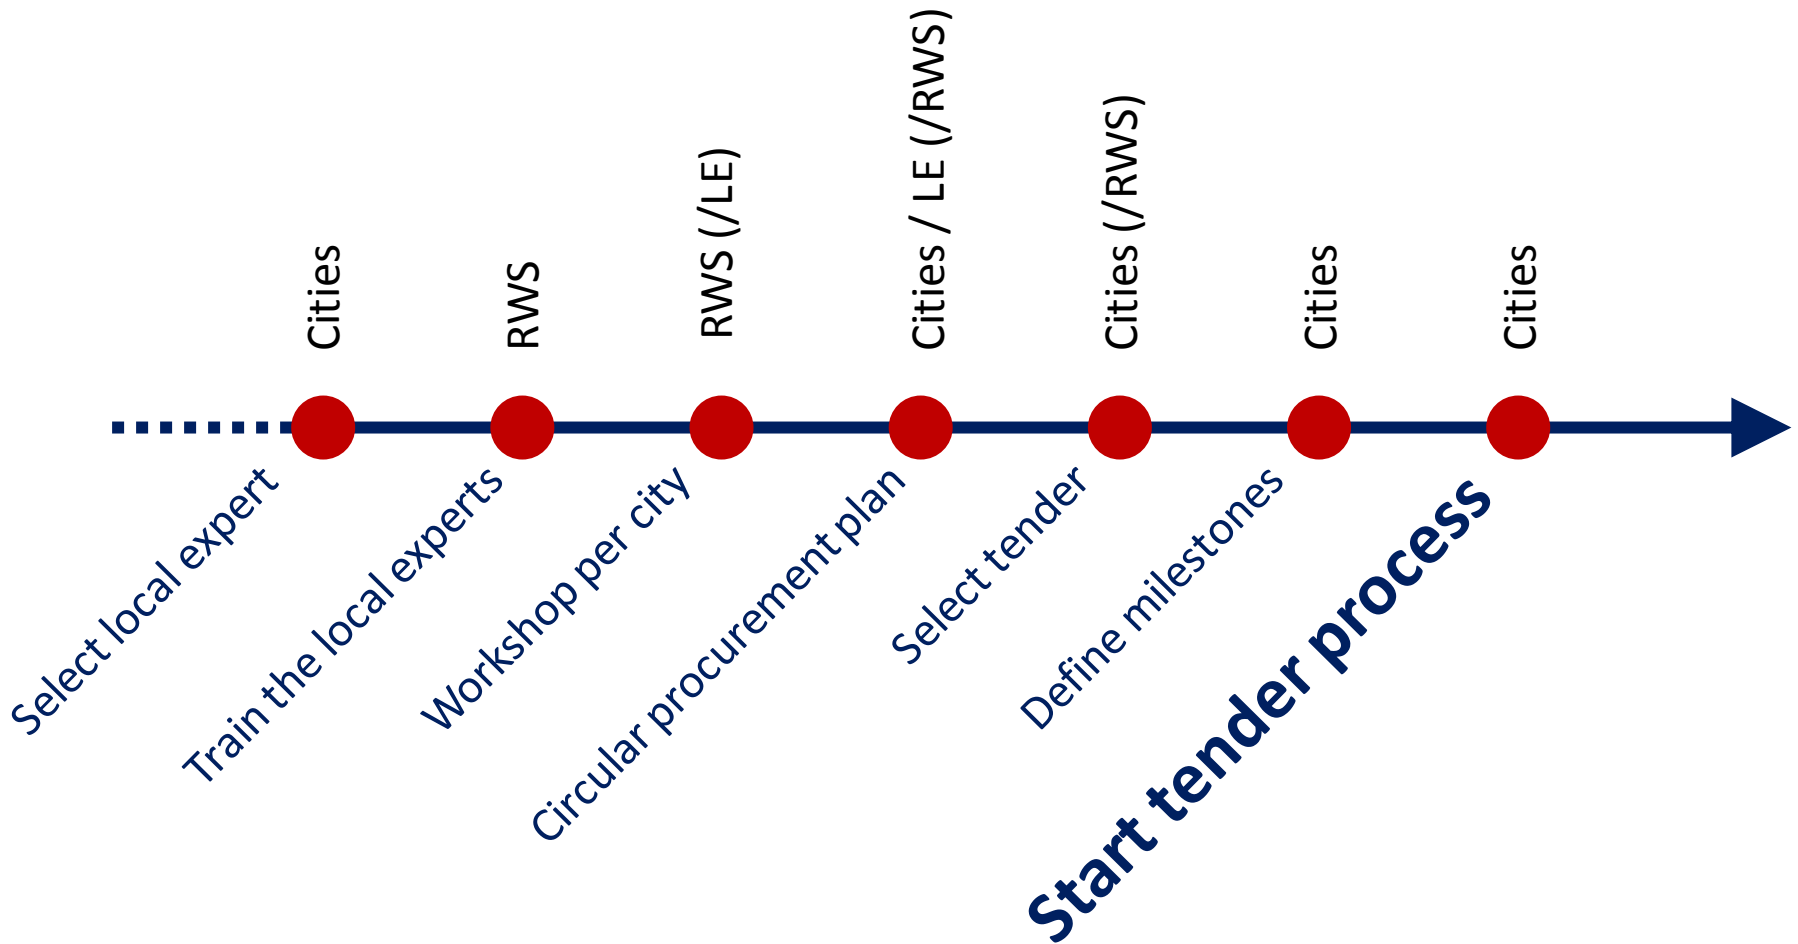 Cities
RWS
RWS (/LE)
Cities / LE (/RWS)
Cities (/RWS)
Cities
Cities
Select local expert
Train the local experts
Workshop per city
Circular procurement plan
Select tender
Define milestones
Start tender process